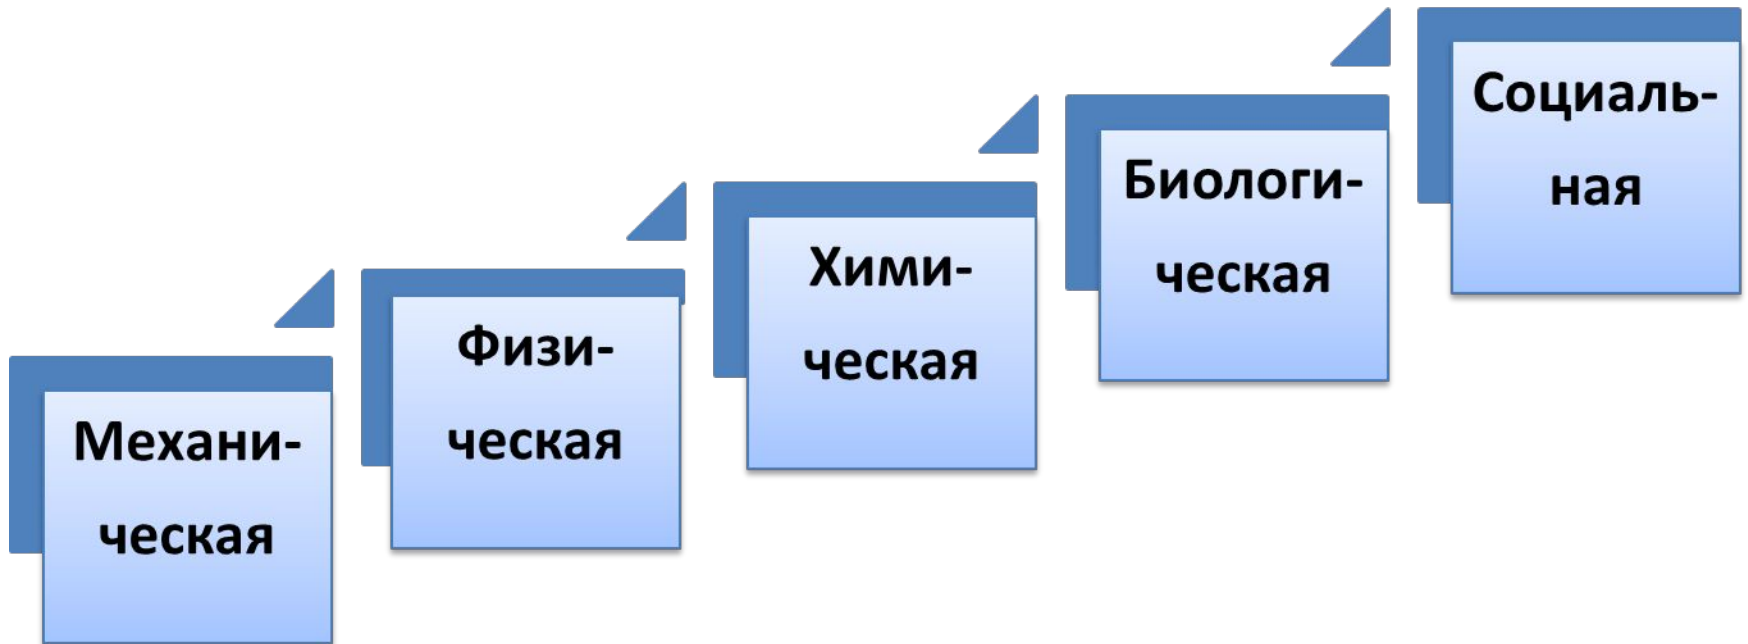 Механи-
ческая
Физи-
ческая
Хими-
ческая
Биологи-
ческая
Социаль-
ная